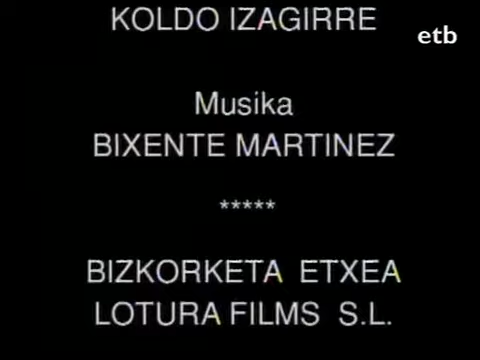 KOLDO IZAGIRRE
etb
Musika
BIXENTE MARTINEZ
*****
BIZKORKETA ETXEA
LOTURA FILMS S.L.